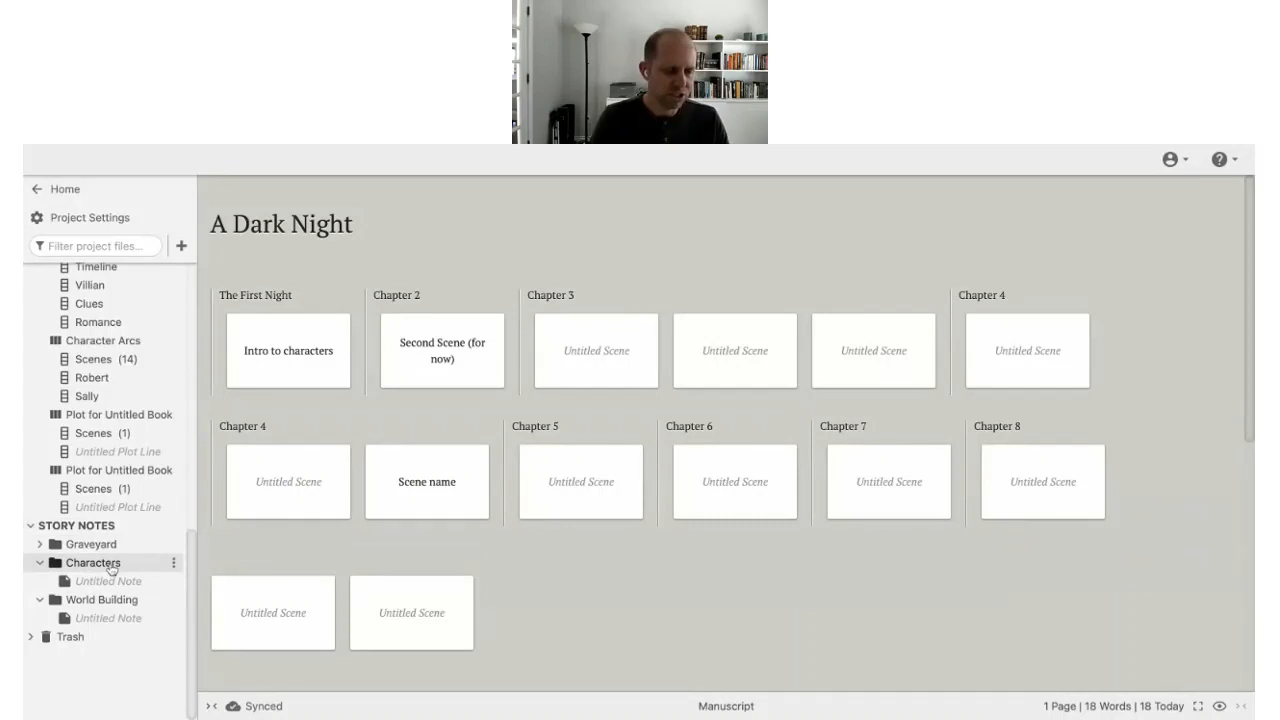 Home
Project Settings
Filter project files...
Timeline
Villian
Clues
Romance
Character Arcs
Scenes (14)
Robert
Sally
Plot for Untitled Book
Scenes (1)
Untitled Plot Line
Plot for Untitled Book
Scenes (1)
Untitled Plot Line
STORY NOTES
Graveyard
Characters
Untitled Note
World Building
Untitled Note
Trash
A Dark Night
The First Night
Chapter 2
Chapter 3
Chapter 4
Intro to characters
Second Scene (for
now)
Untitled Scene
Untitled Scene
Untitled Scene
Untitled Scene
Chapter 4
Chapter 5
Chapter 6
Chapter 7
Chapter 8
Untitled Scene
Scene name
Untitled Scene
Untitled Scene
Untitled Scene
Untitled Scene
Untitled Scene
Untitled Scene
Synced
Manuscript
1 Page | 18 Words | 18 Today